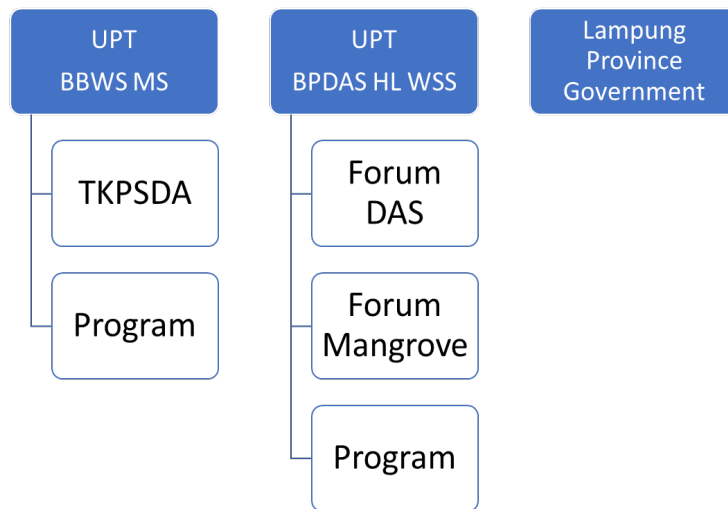 UPT
BBWS MS
TKPSDA
Program
UPT
BPDAS HL WSS
Forum
DAS
Forum
Mangrove
Program
Lampung
Province
Government